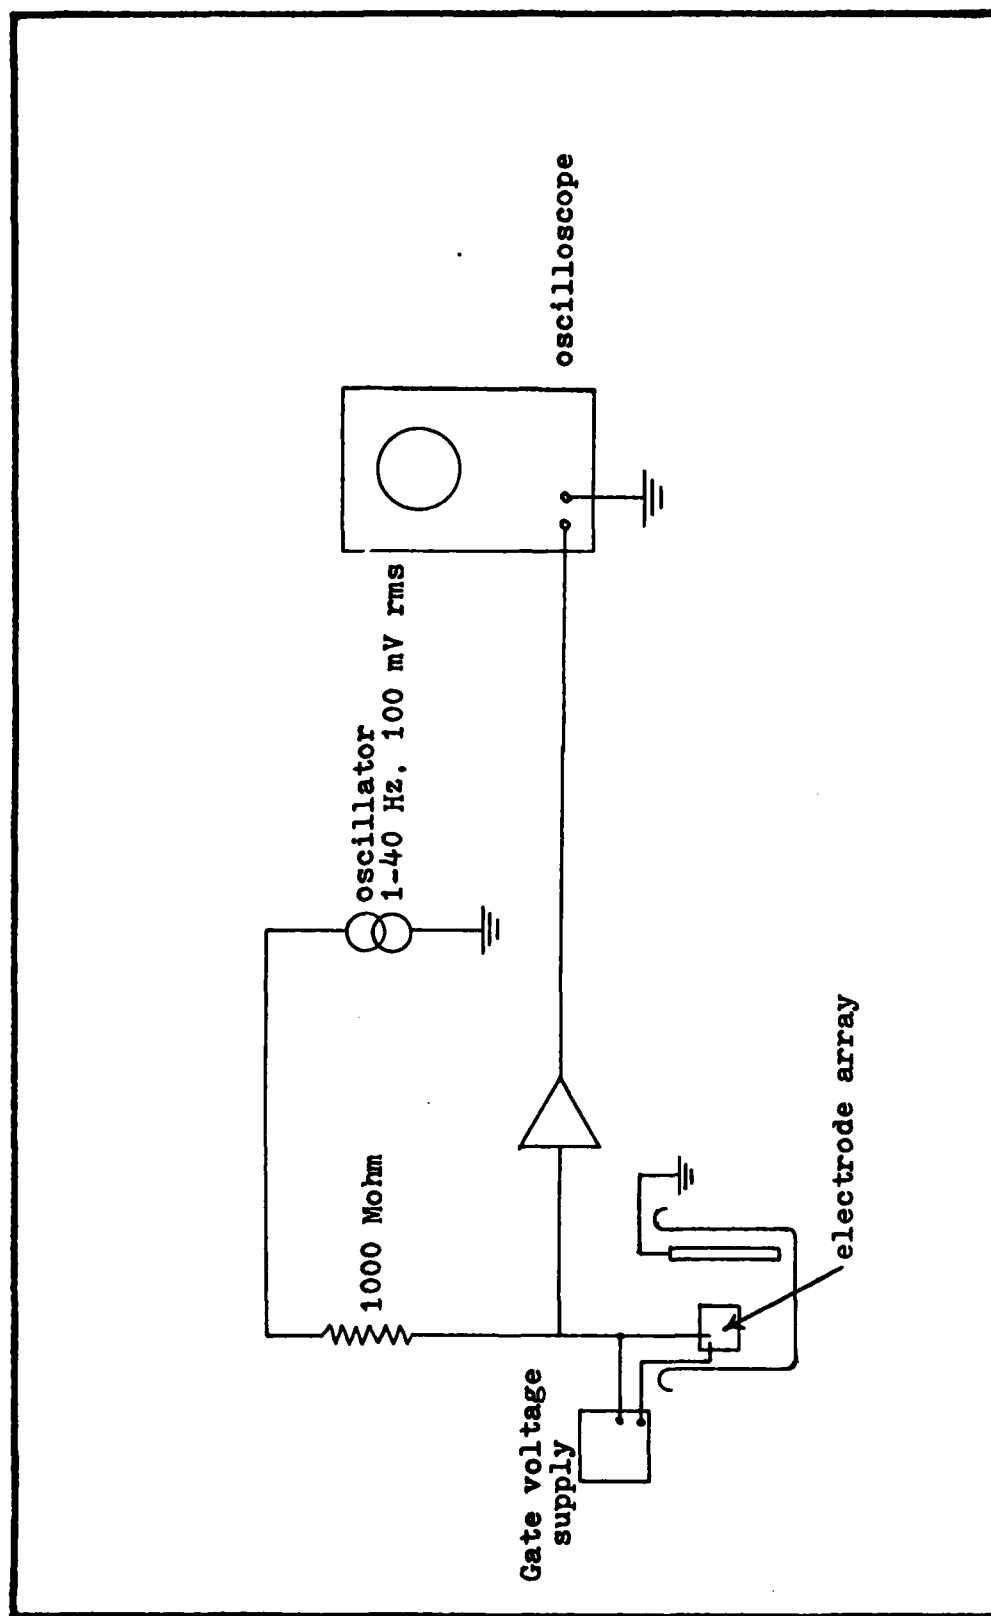 oscillator
1-40 Hz, 100 mV rms
1000 Mohm
oscilloscope
Gate voltage
supply
electrode array